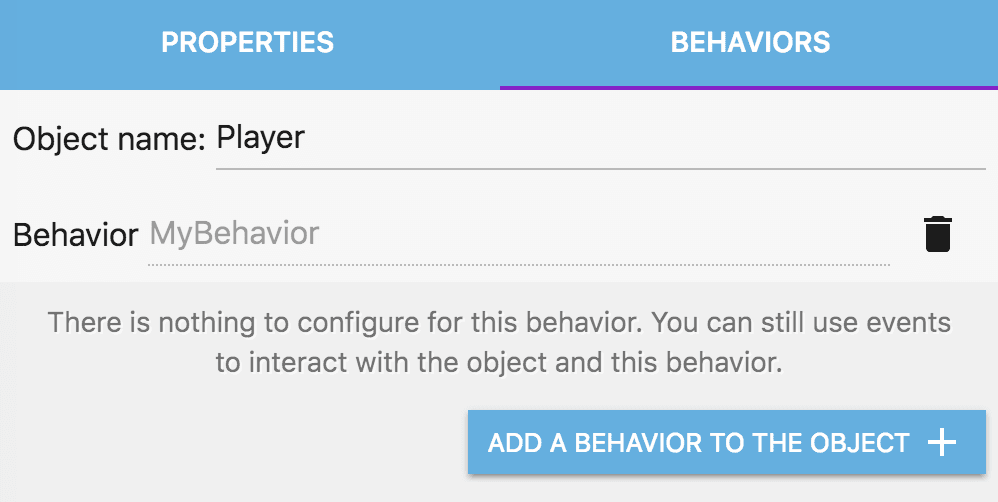 PROPERTIES BEHAVIORS
Object name: Player
Behavior MyBehavior
There is nothing to configure for this behavior. You can still use events
to interact with the object and this behavior.
ADD A BEHAVIOR TO THE OBJECT +